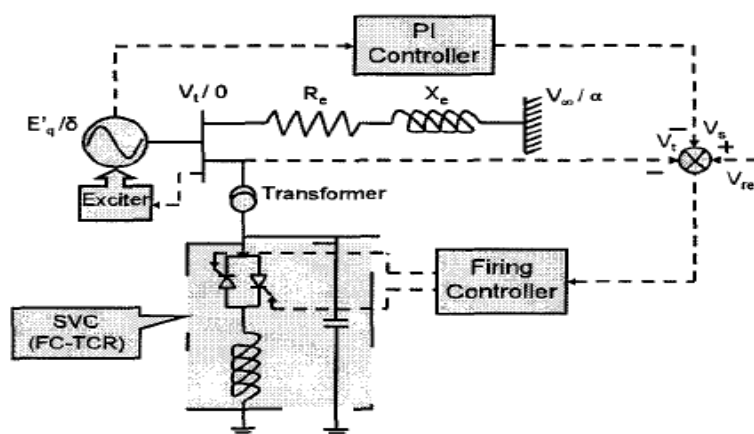 PI
Controller
E'q/δ
Vt/0
Re
Xe
V∞/α
Vt
−
Vs
+
−
Vre
Exciter
Transformer
Firing
Controller
SVC
(FC-TCR)